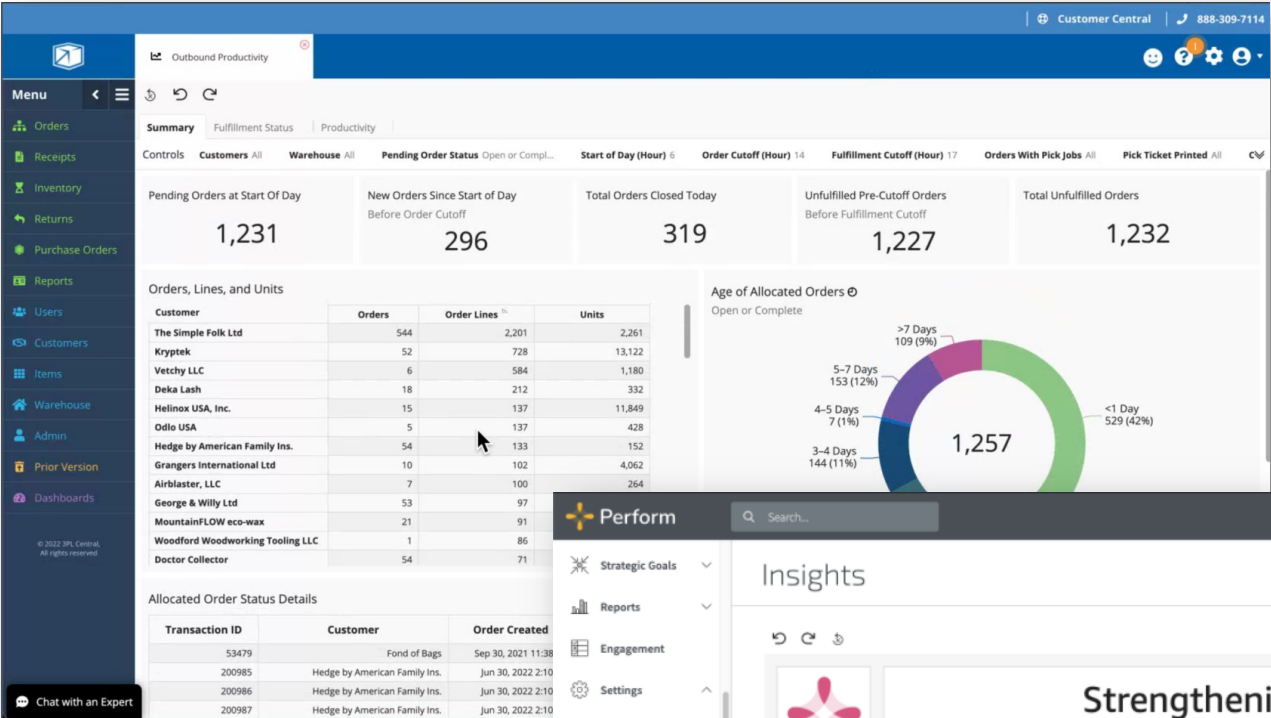 Customer Central 888-309-7114
Outbound Productivity
Menu
Orders
Receipts
Inventory
Returns
Purchase Orders
Reports
Users
Customers
Items
Warehouse
Admin
Prior Version
Dashboards
© 2022 3PL Central,
All rights reserved
Chat with an Expert
Summary Fulfillment Status Productivity
Controls Customers All Warehouse All Pending Order Status Open or Compl... Start of Day (Hour) 6 Order Cutoff (Hour) 14 Fulfillment Cutoff (Hour) 17 Orders With Pick Jobs All Pick Ticket Printed All
Pending Orders at Start Of Day
1,231
New Orders Since Start of Day
Before Order Cutoff
296
Total Orders Closed Today
319
Unfulfilled Pre-Cutoff Orders
Before Fulfillment Cutoff
1,227
Total Unfulfilled Orders
1,232
Orders, Lines, and Units
Customer Orders Order Lines Units
The Simple Folk Ltd 544 2,201 2,261
Kryptek 52 728 13,122
Vetchy LLC 6 584 1,180
Deka Lash 18 212 332
Helinox USA, Inc. 15 137 11,849
Odlo USA 5 137 428
Hedge by American Family Ins. 54 133 152
Grangers International Ltd 10 102 4,062
Airblaster, LLC 7 100 264
George & Willy Ltd 53 97
MountainFLOW eco-wax 21 91
Woodford Woodworking Tooling LLC 1 86
Doctor Collector 54 71
Age of Allocated Orders
Open or Complete
>7 Days
109 (9%)
5–7 Days
153 (12%)
4–5 Days
7 (1%)
3–4 Days
144 (11%)
<1 Day
529 (42%)
1,257
Allocated Order Status Details
Transaction ID Customer Order Created
53479 Fond of Bags Sep 30, 2021 11:38
200985 Hedge by American Family Ins. Jun 30, 2022 2:10
200986 Hedge by American Family Ins. Jun 30, 2022 2:10
200987 Hedge by American Family Ins. Jun 30, 2022 2:10
Perform
Search...
Strategic Goals
Reports
Engagement
Settings
Insights
Strengtheni